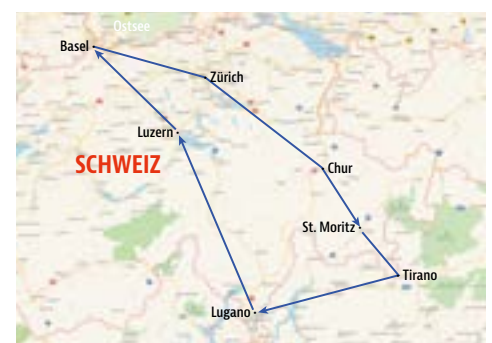 Ostsee
Basel
Zürich
Luzern
SCHWEIZ
Chur
St. Moritz
Tirano
Lugano